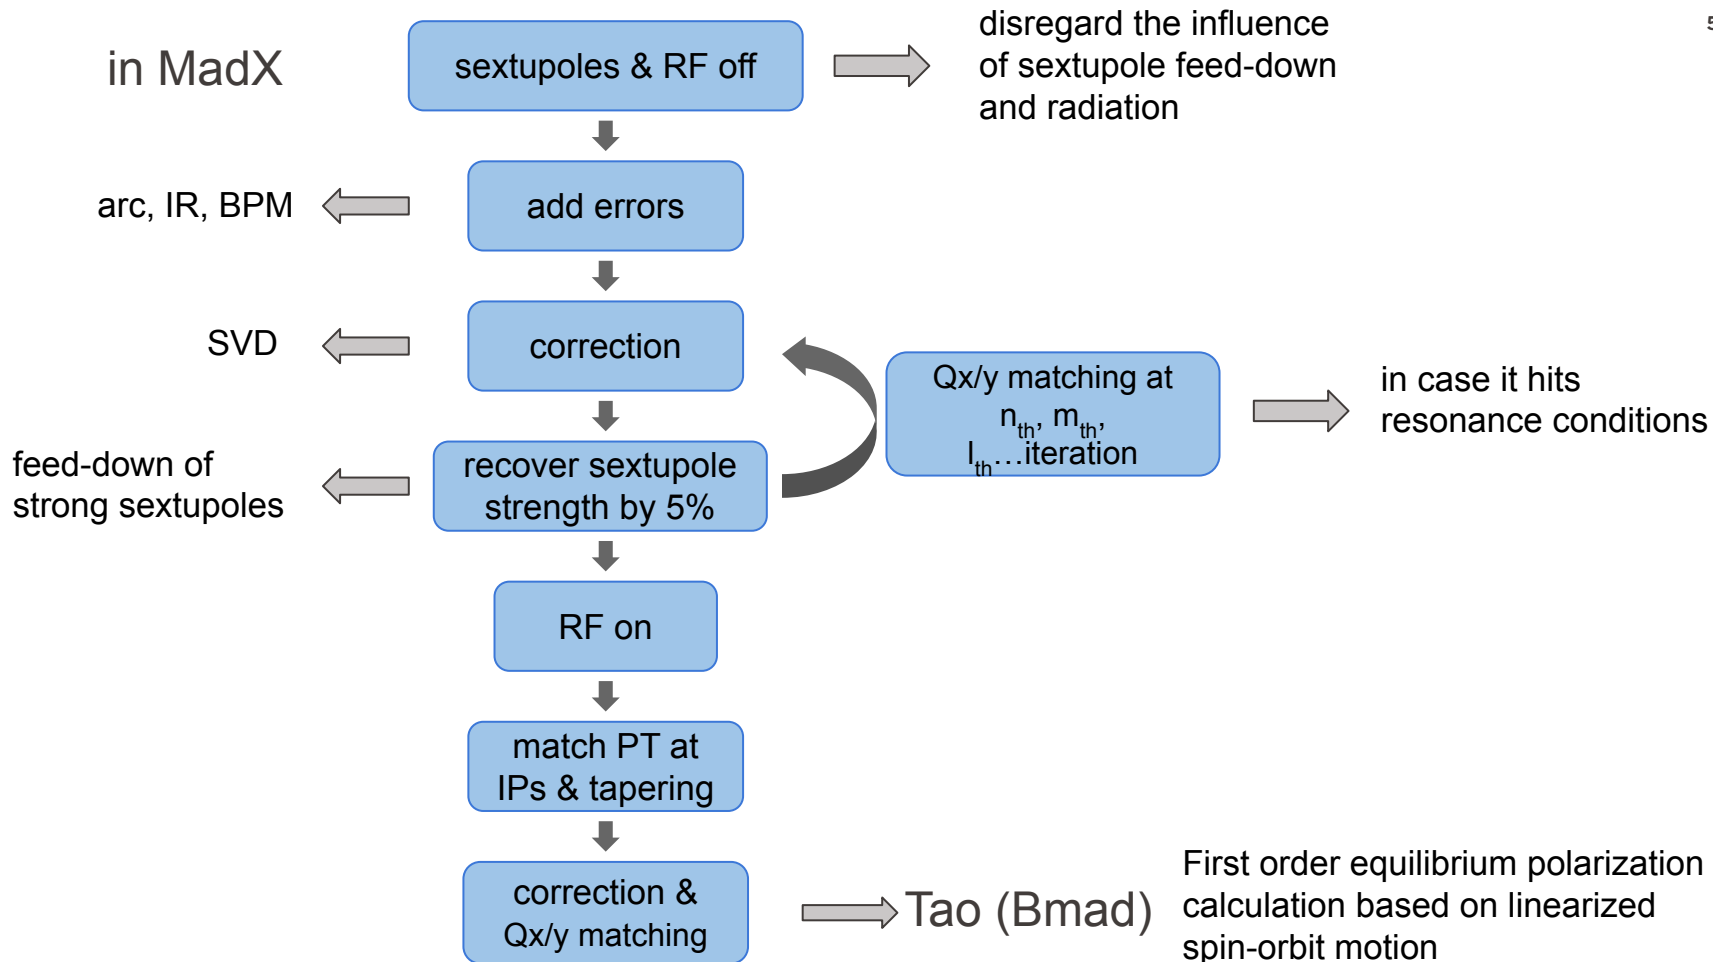 in MadX
sextupoles & RF off
disregard the influence
of sextupole feed-down
and radiation
5
arc, IR, BPM
add errors
SVD
correction
Qx/y matching at
nth, mth,
lth...iteration
in case it hits
resonance conditions
feed-down of
strong sextupoles
recover sextupole
strength by 5%
RF on
match PT at
IPs & tapering
correction &
Qx/y matching
Tao (Bmad)
First order equilibrium polarization
calculation based on linearized
spin-orbit motion